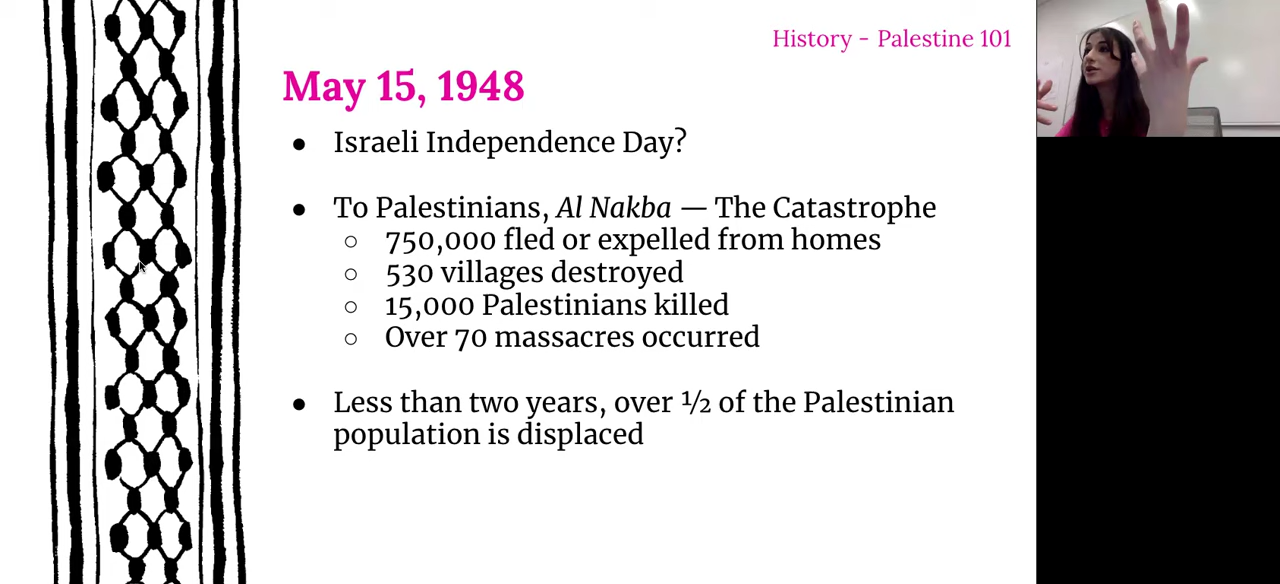 History - Palestine 101
May 15, 1948
● Israeli Independence Day?
● To Palestinians, Al Nakba — The Catastrophe
○ 750,000 fled or expelled from homes
○ 530 villages destroyed
○ 15,000 Palestinians killed
○ Over 70 massacres occurred
● Less than two years, over ½ of the Palestinian
population is displaced